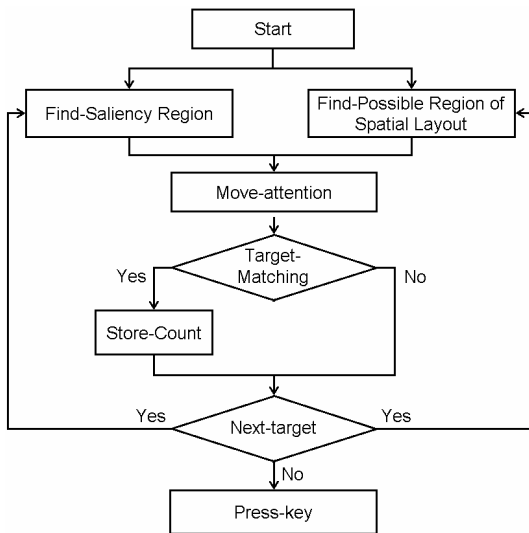 Start
Find-Saliency Region
Find-Possible Region of
Spatial Layout
Move-attention
Target-
Matching
Yes
No
Store-Count
Yes
Next-target
Yes
No
Press-key